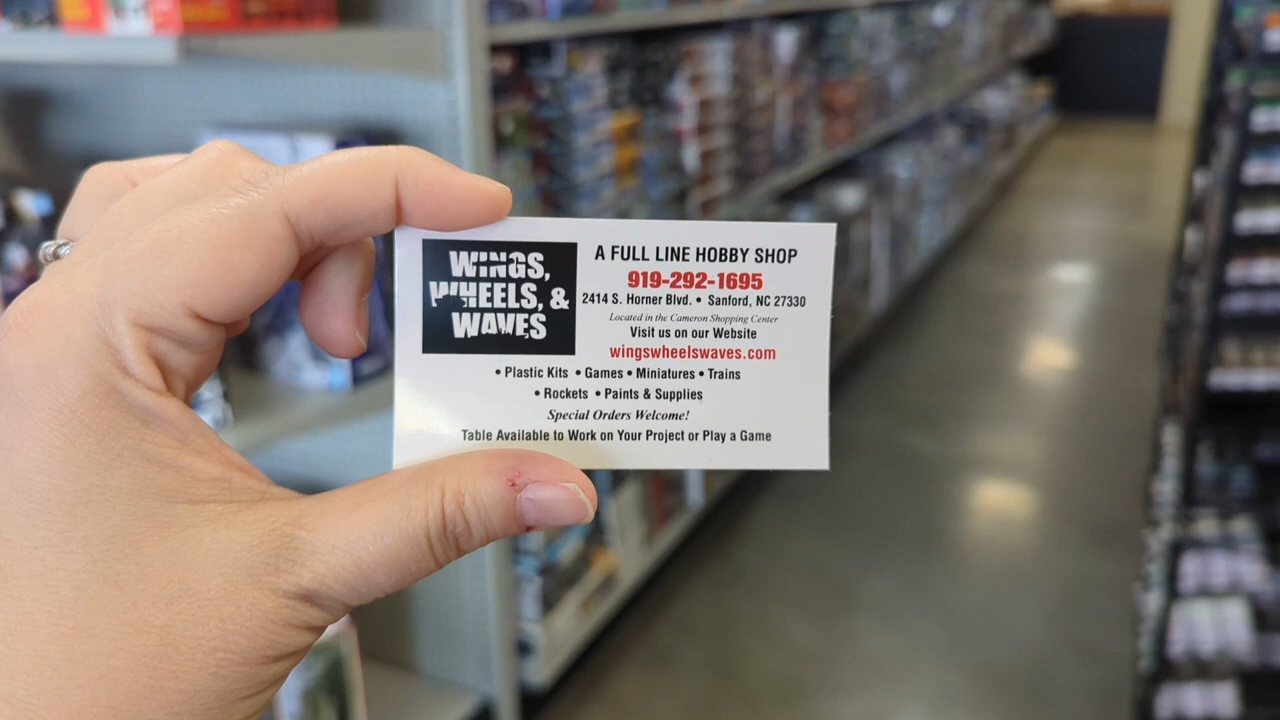 WINGS,
WHEELS, &
WAVES
A FULL LINE HOBBY SHOP
919-292-1695
2414 S. Horner Blvd. • Sanford, NC 27330
Located in the Cameron Shopping Center
Visit us on our Website
wingswheelswaves.com
• Plastic Kits • Games • Miniatures • Trains
• Rockets • Paints & Supplies
Special Orders Welcome!
Table Available to Work on Your Project or Play a Game